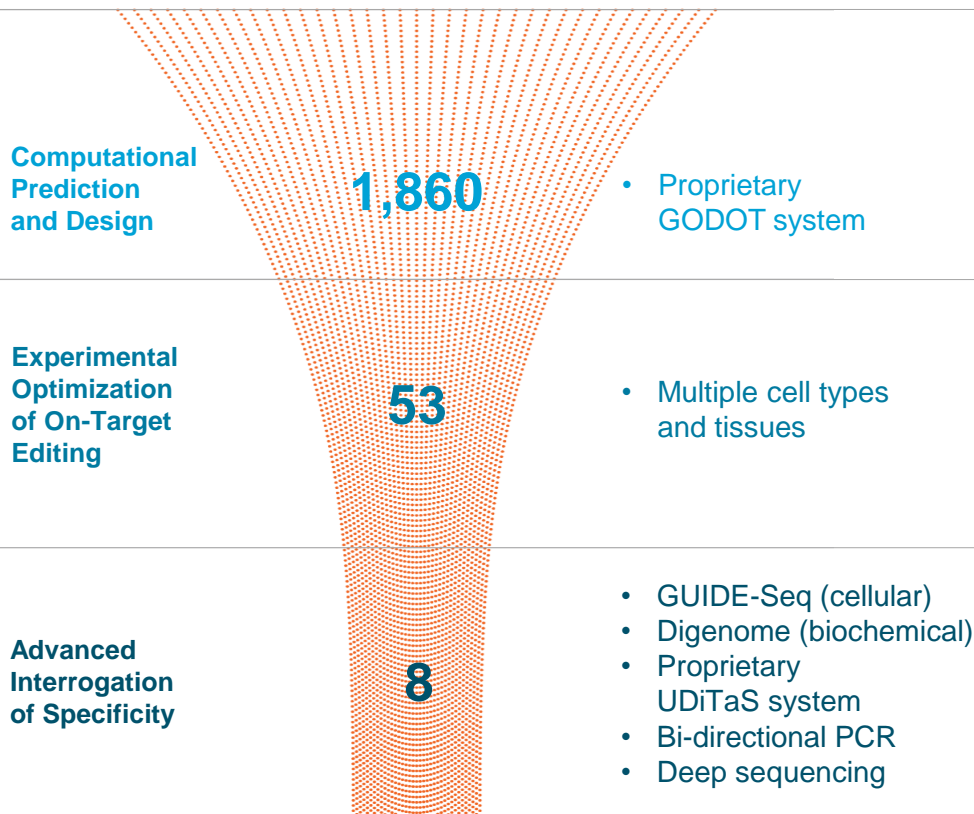 Computational
Prediction
and Design
1,860
• Proprietary
GODOT system
Experimental
Optimization
of On-Target
Editing
53
• Multiple cell types
and tissues
Advanced
Interrogation
of Specificity
8
• GUIDE-Seq (cellular)
• Digenome (biochemical)
• Proprietary
UDiTaS system
• Bi-directional PCR
• Deep sequencing